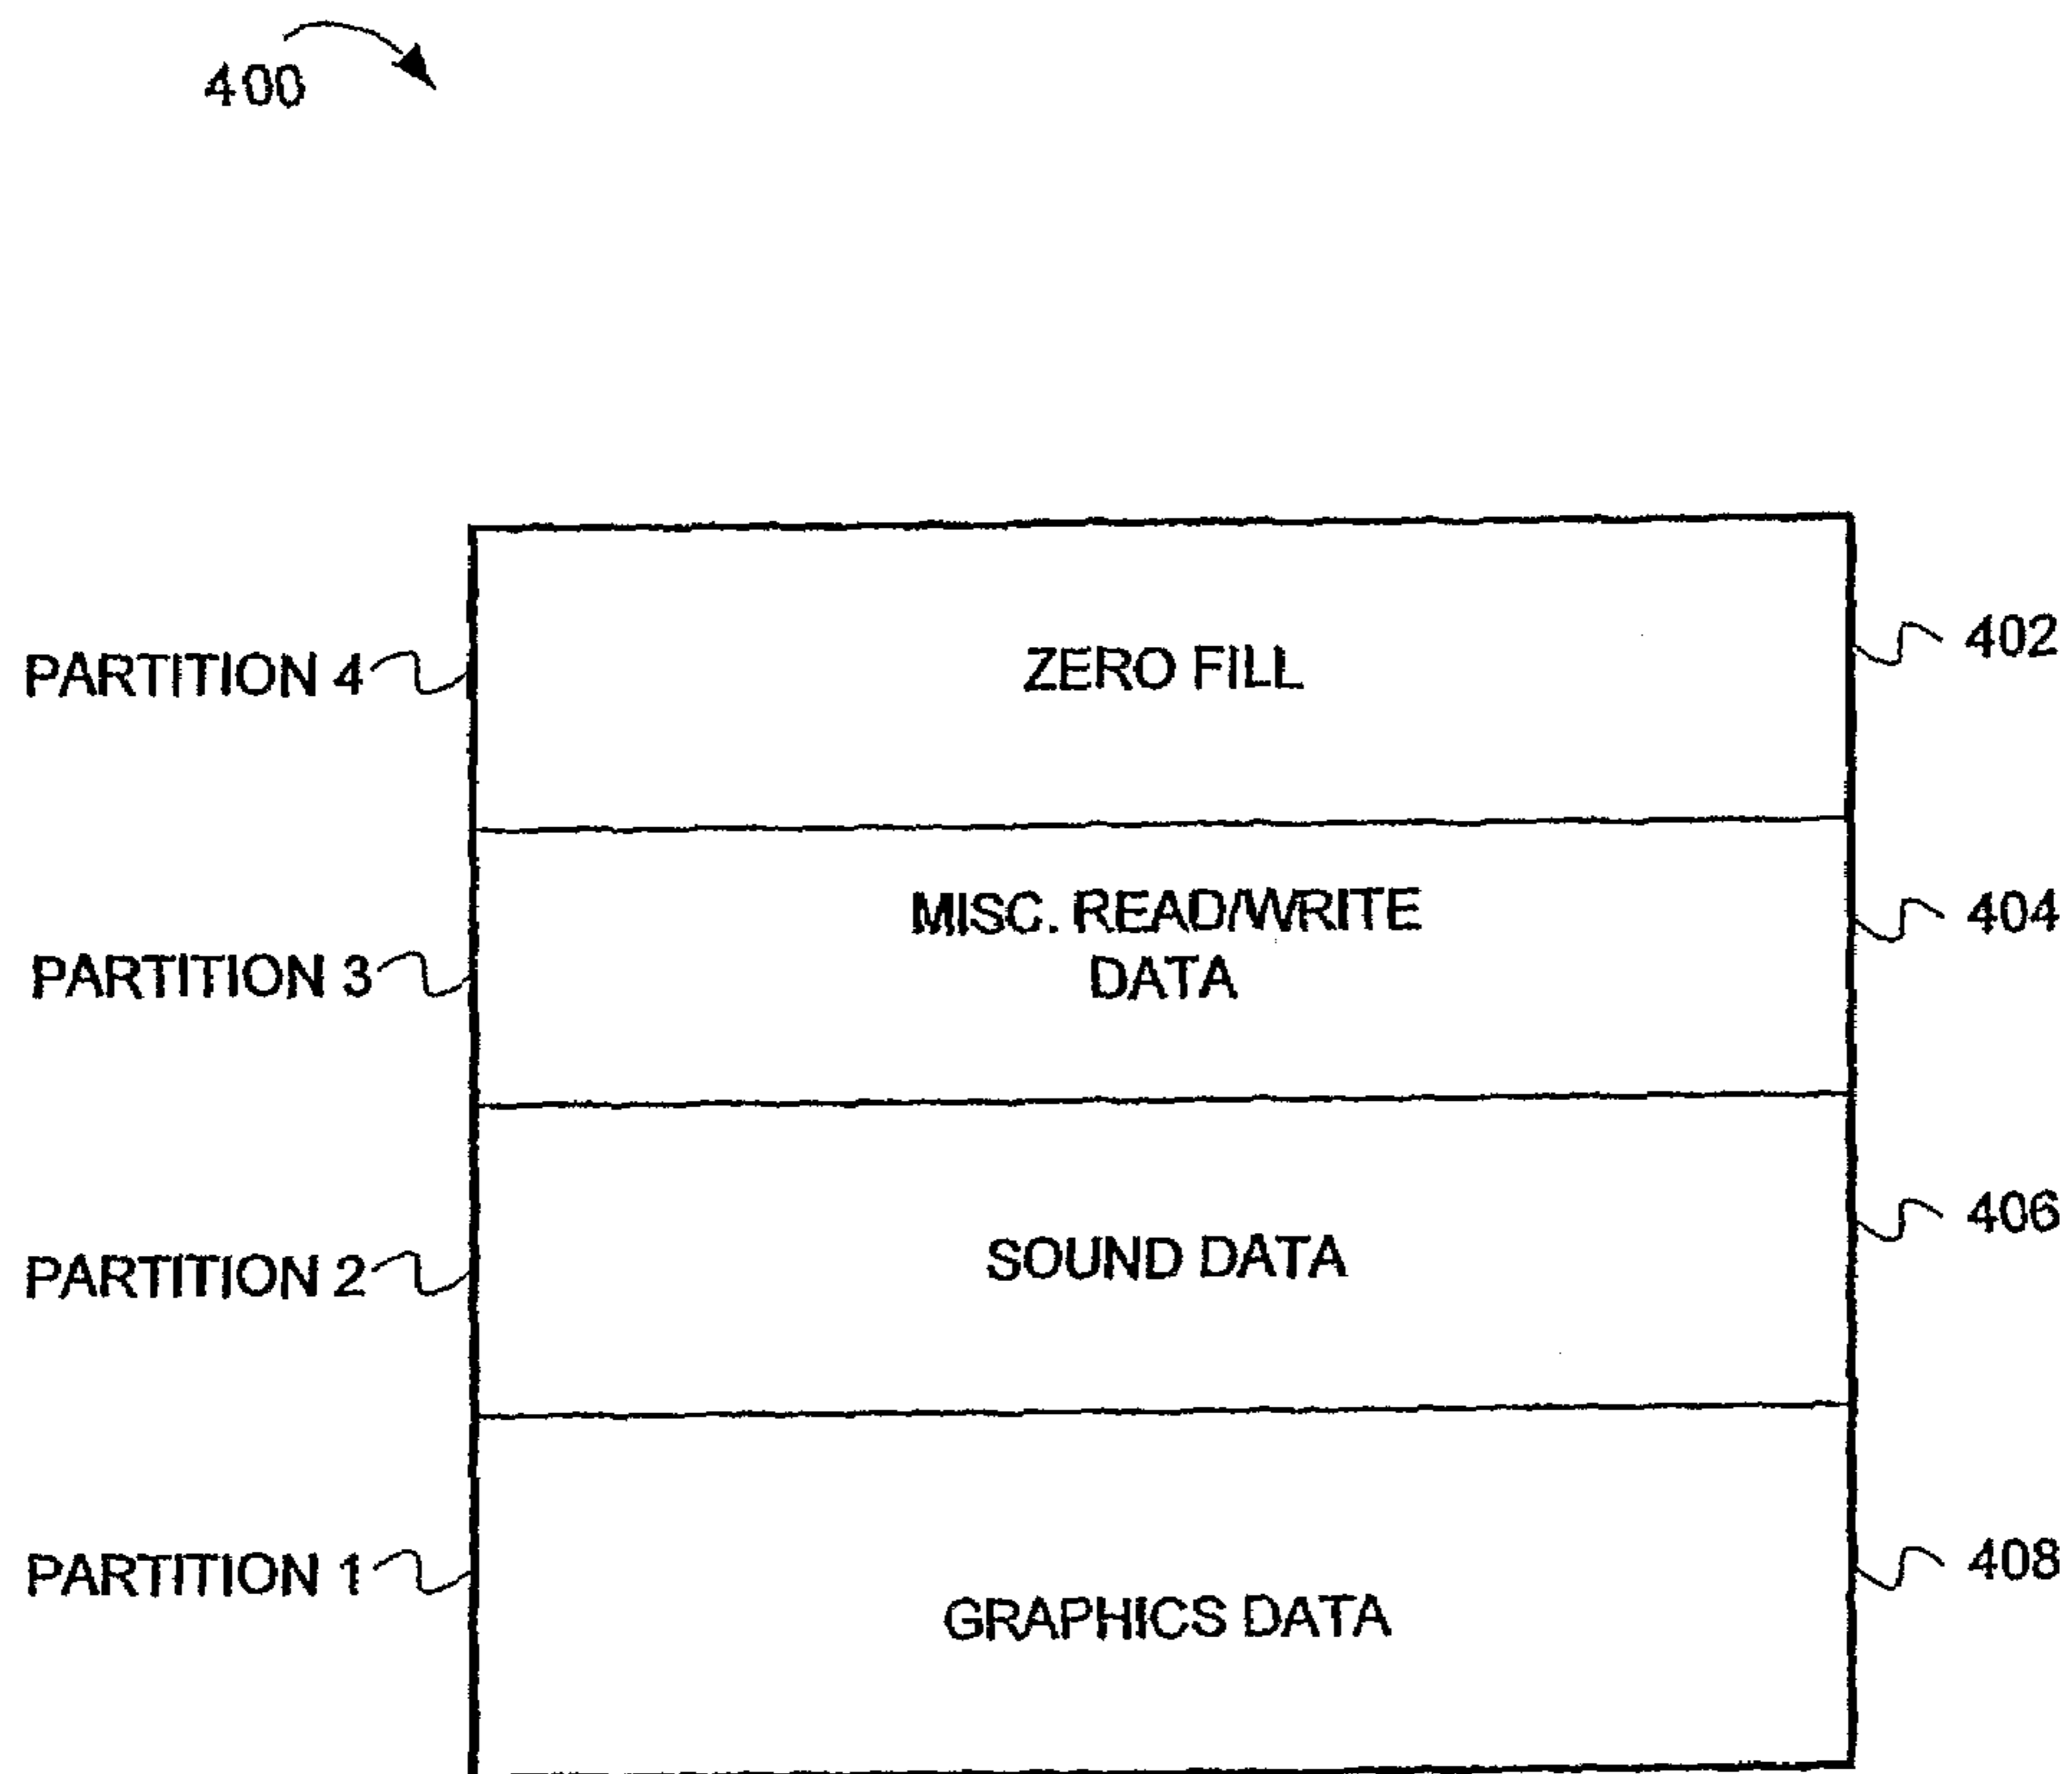 400
PARTITION 4
ZERO FILL
402
PARTITION 3
MISC. READ/WRITE
DATA
404
PARTITION 2
SOUND DATA
406
PARTITION 1
GRAPHICS DATA
408